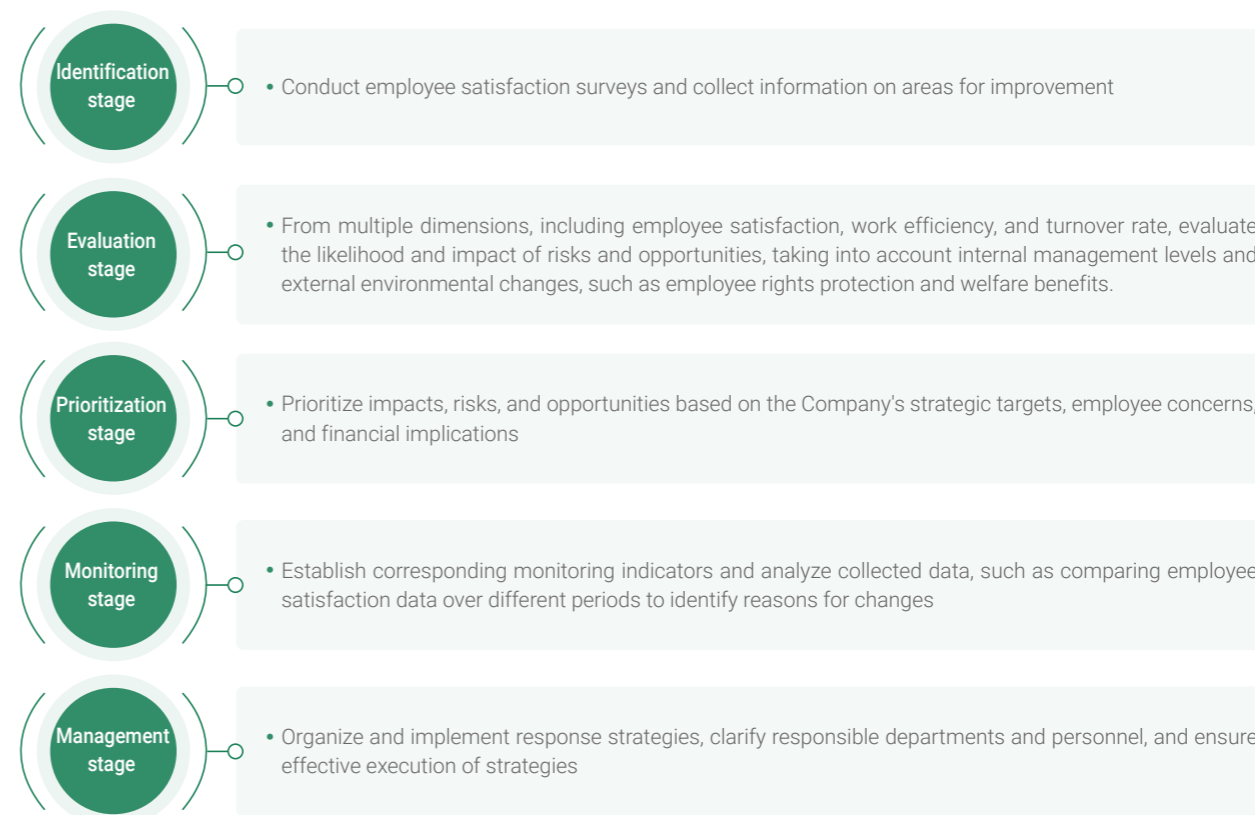 Identification
stage
• Conduct employee satisfaction surveys and collect information on areas for improvement
Evaluation
stage
• From multiple dimensions, including employee satisfaction, work efficiency, and turnover rate, evaluate
the likelihood and impact of risks and opportunities, taking into account internal management levels and
external environmental changes, such as employee rights protection and welfare benefits.
Prioritization
stage
• Prioritize impacts, risks, and opportunities based on the Company's strategic targets, employee concerns,
and financial implications
Monitoring
stage
• Establish corresponding monitoring indicators and analyze collected data, such as comparing employee
satisfaction data over different periods to identify reasons for changes
Management
stage
• Organize and implement response strategies, clarify responsible departments and personnel, and ensure
effective execution of strategies